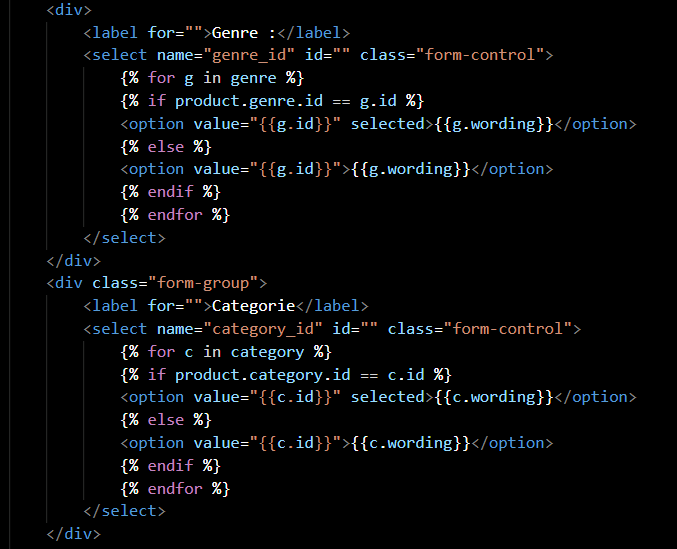 <div>
<label for="">Genre :</label>
<select name="genre_id" id="" class="form-control">
{% for g in genre %}
{% if product.genre.id == g.id %}
<option value="{{g.id}}" selected>{{g.wording}}</option>
{% else %}
<option value="{{g.id}}">{{g.wording}}</option>
{% endif %}
{% endfor %}
</select>
</div>
<div class="form-group">
<label for="">Categorie</label>
<select name="category_id" id="" class="form-control">
{% for c in category %}
{% if product.category.id == c.id %}
<option value="{{c.id}}" selected>{{c.wording}}</option>
{% else %}
<option value="{{c.id}}">{{c.wording}}</option>
{% endif %}
{% endfor %}
</select>
</div>